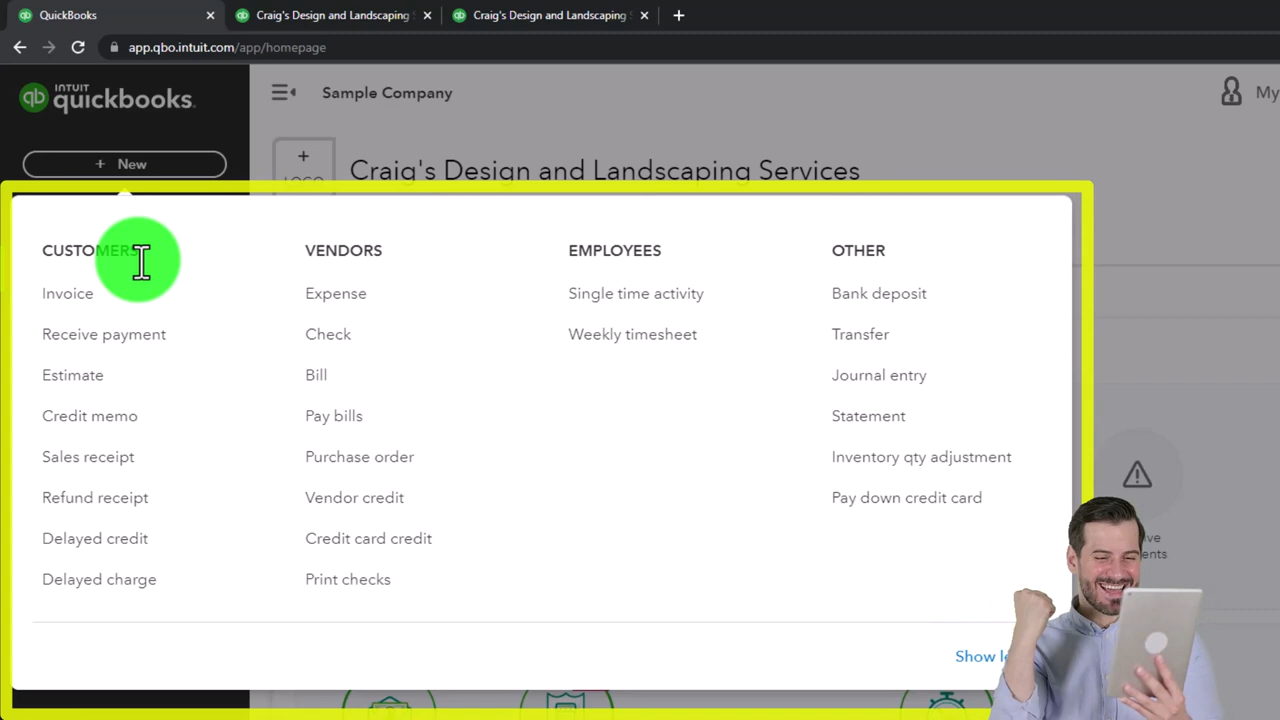 QuickBooks
Craig's Design and Landscaping
Craig's Design and Landscaping
app.qbo.intuit.com/app/homepage
qb INTUIT quickbooks.
Sample Company
My
+ New
+
Craig's Design and Landscaping Services
CUSTOMERS
Invoice
Receive payment
Estimate
Credit memo
Sales receipt
Refund receipt
Delayed credit
Delayed charge
VENDORS
Expense
Check
Bill
Pay bills
Purchase order
Vendor credit
Credit card credit
Print checks
EMPLOYEES
Single time activity
Weekly timesheet
OTHER
Bank deposit
Transfer
Journal entry
Statement
Inventory qty adjustment
Pay down credit card
Show